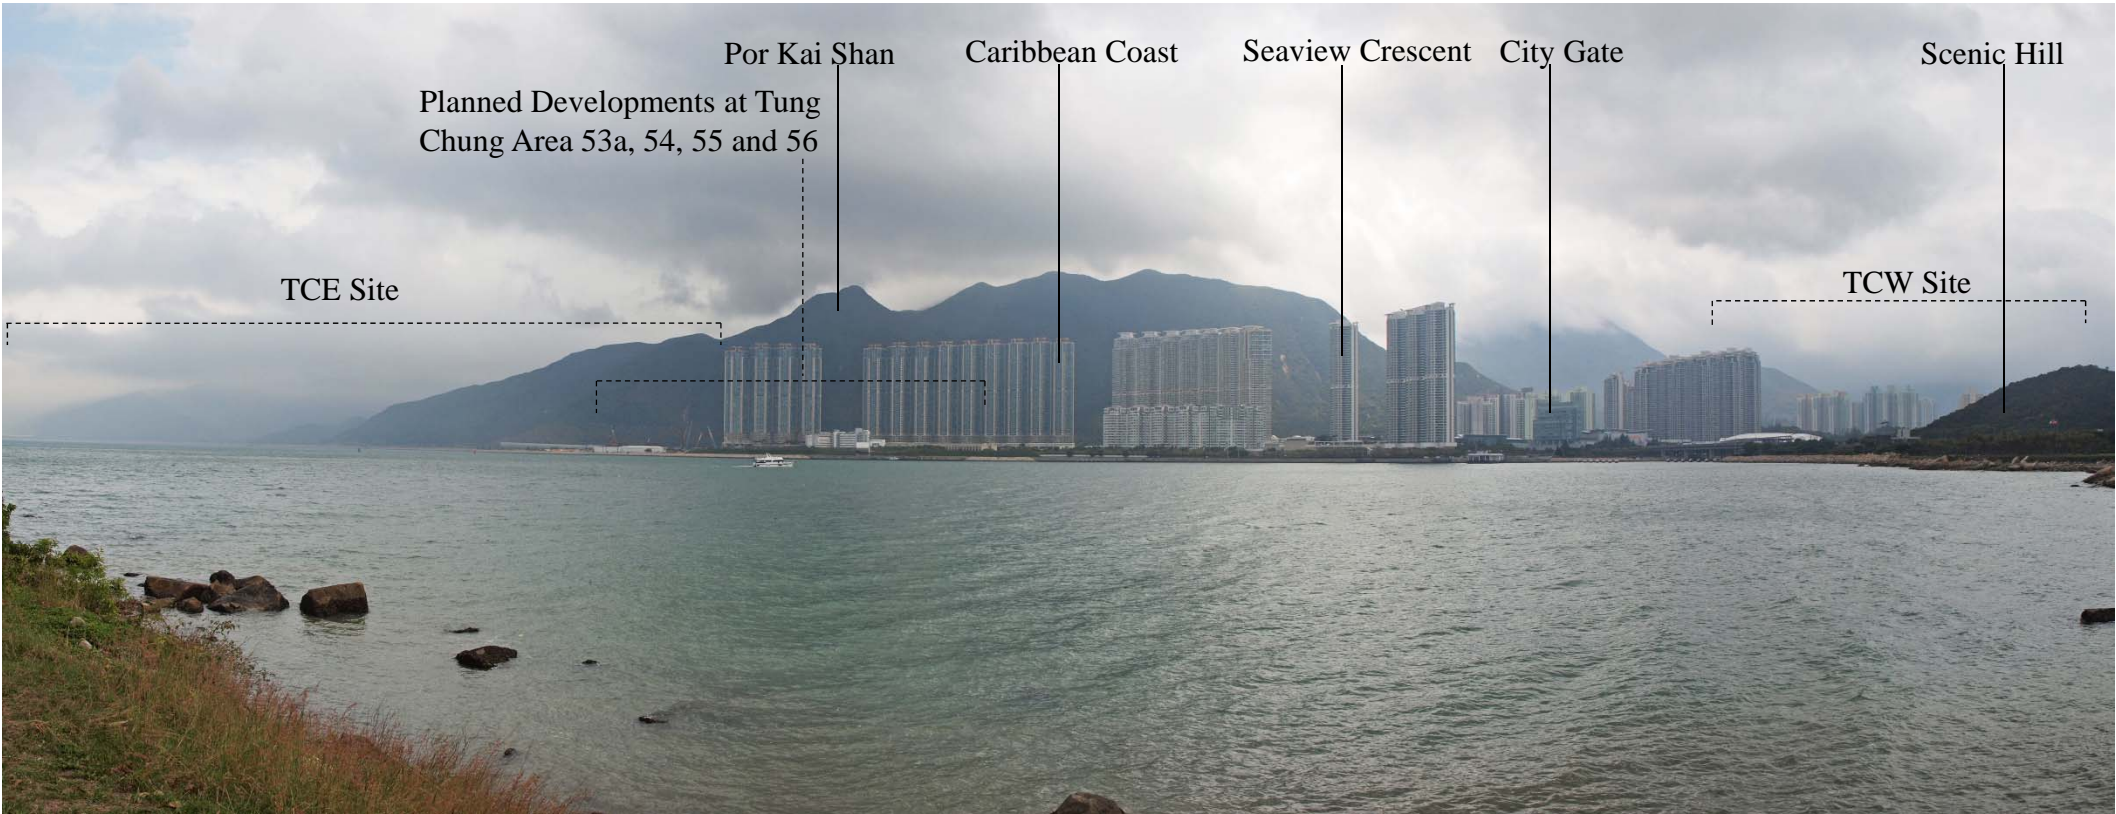 Por Kai Shan
Caribbean Coast
Seaview Crescent
City Gate
Scenic Hill
Planned Developments at Tung
Chung Area 53a, 54, 55 and 56
TCE Site
TCW Site